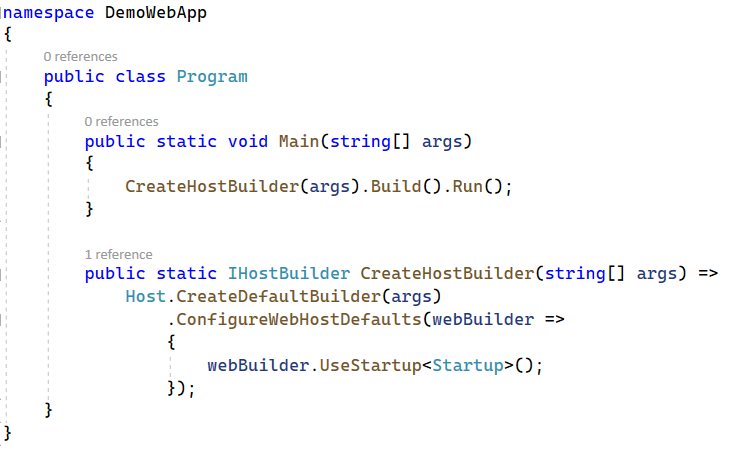 namespace DemoWebApp
{
0 references
public class Program
{
0 references
public static void Main(string[] args)
{
CreateHostBuilder(args).Build().Run();
}
1 reference
public static IHostBuilder CreateHostBuilder(string[] args) =>
Host.CreateDefaultBuilder(args)
.ConfigureWebHostDefaults(webBuilder =>
{
webBuilder.UseStartup<Startup>();
});
}
}